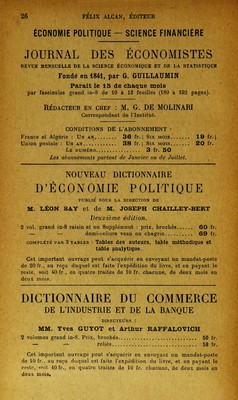 26 FÉLIX ALCAN, ÉDITEUR
ÉCONOMIE POLITIQUE — SCIENCE FINANCIÈRE
JOURNAL DES ÉCONOMISTES
REVUE MENSUELLE DE LA SCIENCE ÉCONOMIQUE ET DE LA STATISTIQUE
Fondé en 1841, par G. GUILLAUMIN
Paraît le 15 de chaque mois
par fascicules grand in-8 de 10 à 12 feuilles (180 à 192 pages).
RÉDACTEUR EN CHEF : M. G. DE MOLINARI
Correspondant de l'Institut.
CONDITIONS DE L'ABONNEMENT :
France et Algérie : UN AN....... 36 fr. SIX MOIS....... 19 fr.
Union postale : UN AN........... 38 fr. SIX MOIS....... 20 fr.
LE NUMÉRO......... 3 fr. 50
Les abonnements partent de Janvier ou de Juillet.
NOUVEAU DICTIONNAIRE
D'ÉCONOMIE POLITIQUE
PUBLIÉ SOUS LA DIRECTION DE
M. LÉON SAY et de M. JOSEPH CHAILLEY-BERT
Deuxième édition.
2 vol. grand in-8 raisin et un Supplément : prix, brochés...... 60 fr.
— demi-reliure veau ou chagrin........ 69 fr.
COMPLÉTÉ PAR 3 TABLES : Tables des auteurs, table méthodique et
table analytique.
Cet important ouvrage peut s'acquérir en envoyant un mandat-poste
de 20 fr., au reçu duquel est faite l'expédition du livre, et en payant le
reste, soit 40 fr., en quatre traites de 10 fr. chacune, de deux mois en
deux mois.
DICTIONNAIRE DU COMMERCE
DE L'INDUSTRIE ET DE LA BANQUE
DIRECTEURS :
MM. Yves GUYOT et Arthur RAFFALOVICH
2 volumes grand in-8. Prix, brochés........ 50 fr.
— — reliés........ 58 fr.
Cet important ouvrage peut s'acquérir en envoyant un mandat-poste
de 10 fr., au reçu duquel est faite l'expédition du livre, et en payant le
reste, soit 40 fr., en quatre traites de 10 fr. chacune, de deux mois en
deux mois.